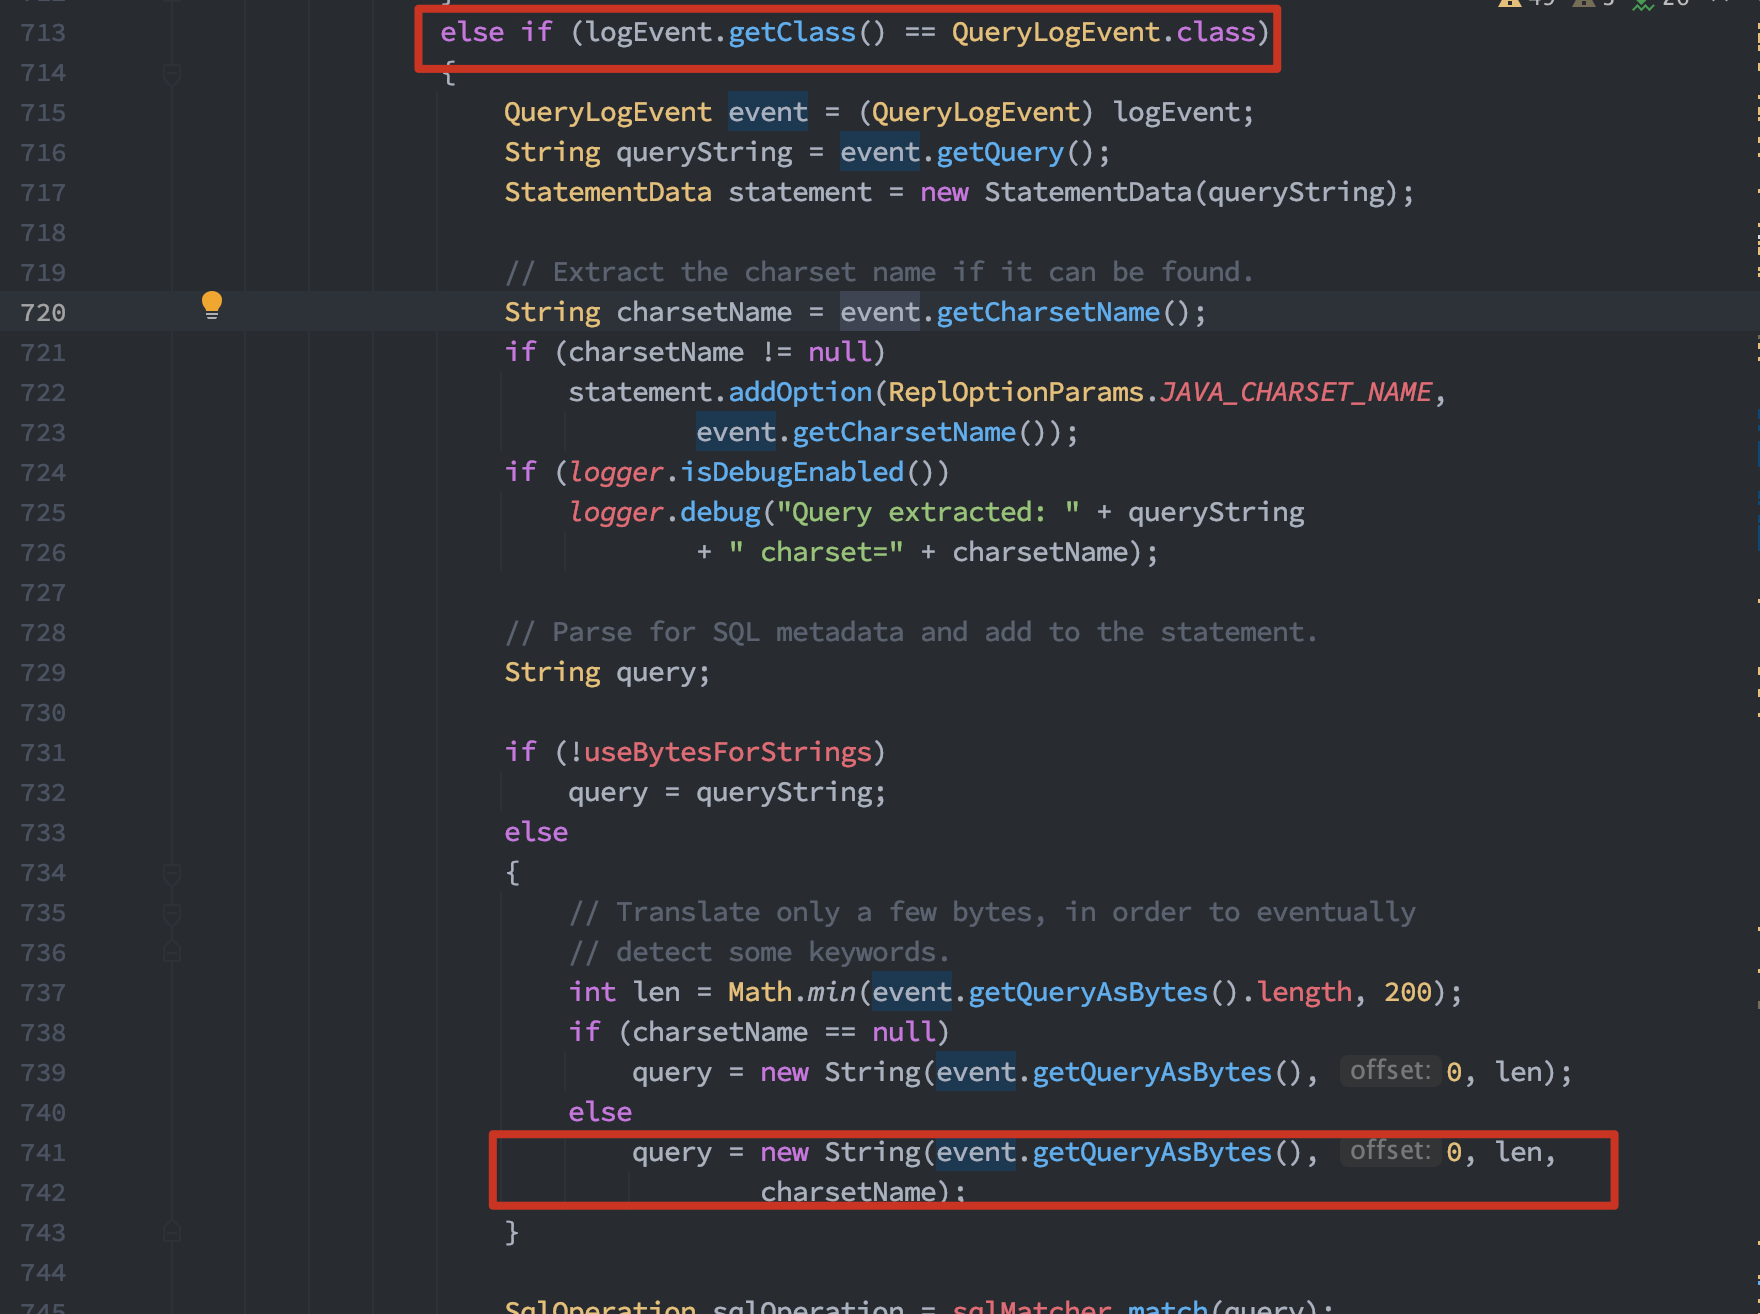 713 else if (logEvent.getClass() == QueryLogEvent.class)
714 {
715 QueryLogEvent event = (QueryLogEvent) logEvent;
716 String queryString = event.getQuery();
717 StatementData statement = new StatementData(queryString);
718
719 // Extract the charset name if it can be found.
720 String charsetName = event.getCharsetName();
721 if (charsetName != null)
722 statement.addOption(ReplOptionParams.JAVA_CHARSET_NAME,
723 event.getCharsetName());
724 if (logger.isDebugEnabled())
725 logger.debug("Query extracted: " + queryString
726 + " charset=" + charsetName);
727
728 // Parse for SQL metadata and add to the statement.
729 String query;
730
731 if (!useBytesForStrings)
732 query = queryString;
733 else
734 {
735 // Translate only a few bytes, in order to eventually
736 // detect some keywords.
737 int len = Math.min(event.getQueryAsBytes().length, 200);
738 if (charsetName == null)
739 query = new String(event.getQueryAsBytes(), offset: 0, len);
740 else
741 query = new String(event.getQueryAsBytes(), offset: 0, len,
742 charsetName);
743 }
744
745 SqlOperation sqlOperation = sqlMatcher.match(query);